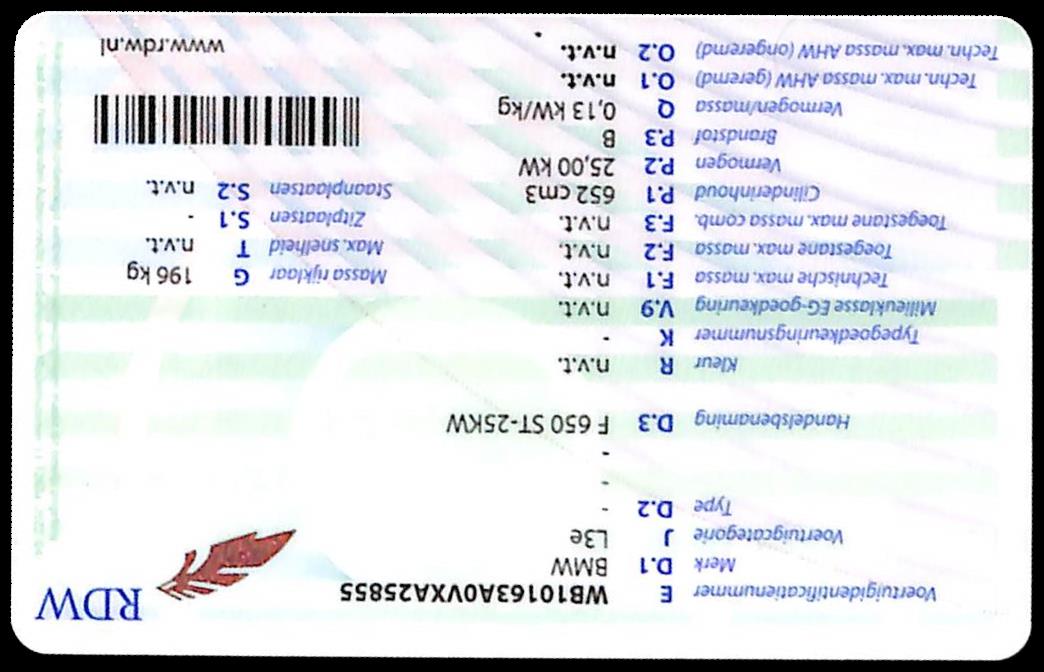 RDW
Voertuigidentificatienummer E WB10163A0VXA25855
Merk D.1 BMW
Voertuigcategorie J L3e
Type D.2 -
-
-
Handelsbenaming D.3 F 650 ST-25KW
Kleur R n.v.t.
Typegoedkeuringsnummer K -
Milieuklasse EG-goedkeuring V.9 n.v.t.
Technische max. massa F.1 n.v.t.
Toegestane max. massa F.2 n.v.t.
Toegestane max. massa comb. F.3 n.v.t.
Cilinderinhoud P.1 652 cm3
Vermogen P.2 25,00 kW
Brandstof P.3 B
Vermogen/massa Q 0,13 kW/kg
Techn. max. massa AHW (geremd) O.1 n.v.t.
Techn. max. massa AHW (ongeremd) O.2 n.v.t.
Massa rijklaar G 196 kg
Max. snelheid T n.v.t.
Zitplaatsen S.1 -
Staanplaatsen S.2 n.v.t.
www.rdw.nl